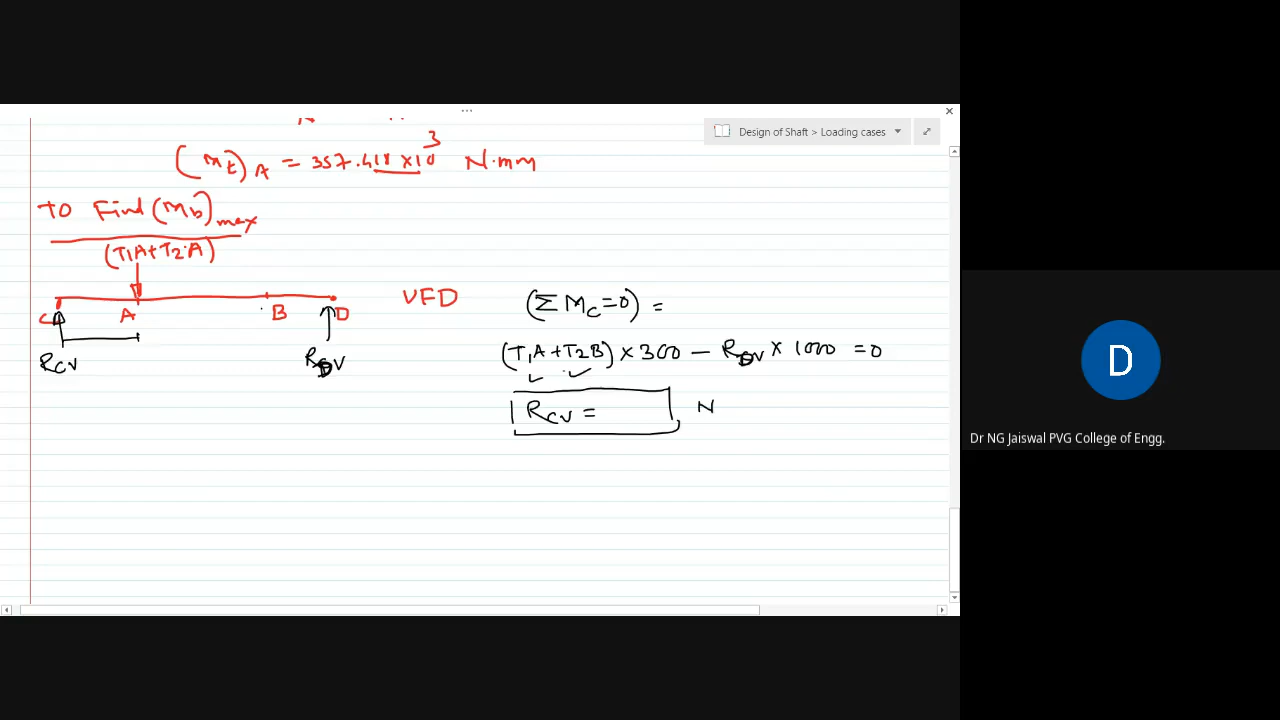 Design of Shaft > Loading cases
(Mt)A = 357.418 ×10³ N·mm
To Find (Mb)max
(T1A+T2·A)
C A B D
RCV RDV
VFD
(ΣMC=0) =
(T1A+T2B) × 300 — RDV × 1000 = 0
RCV = N
D
Dr NG Jaiswal PVG College of Engg.